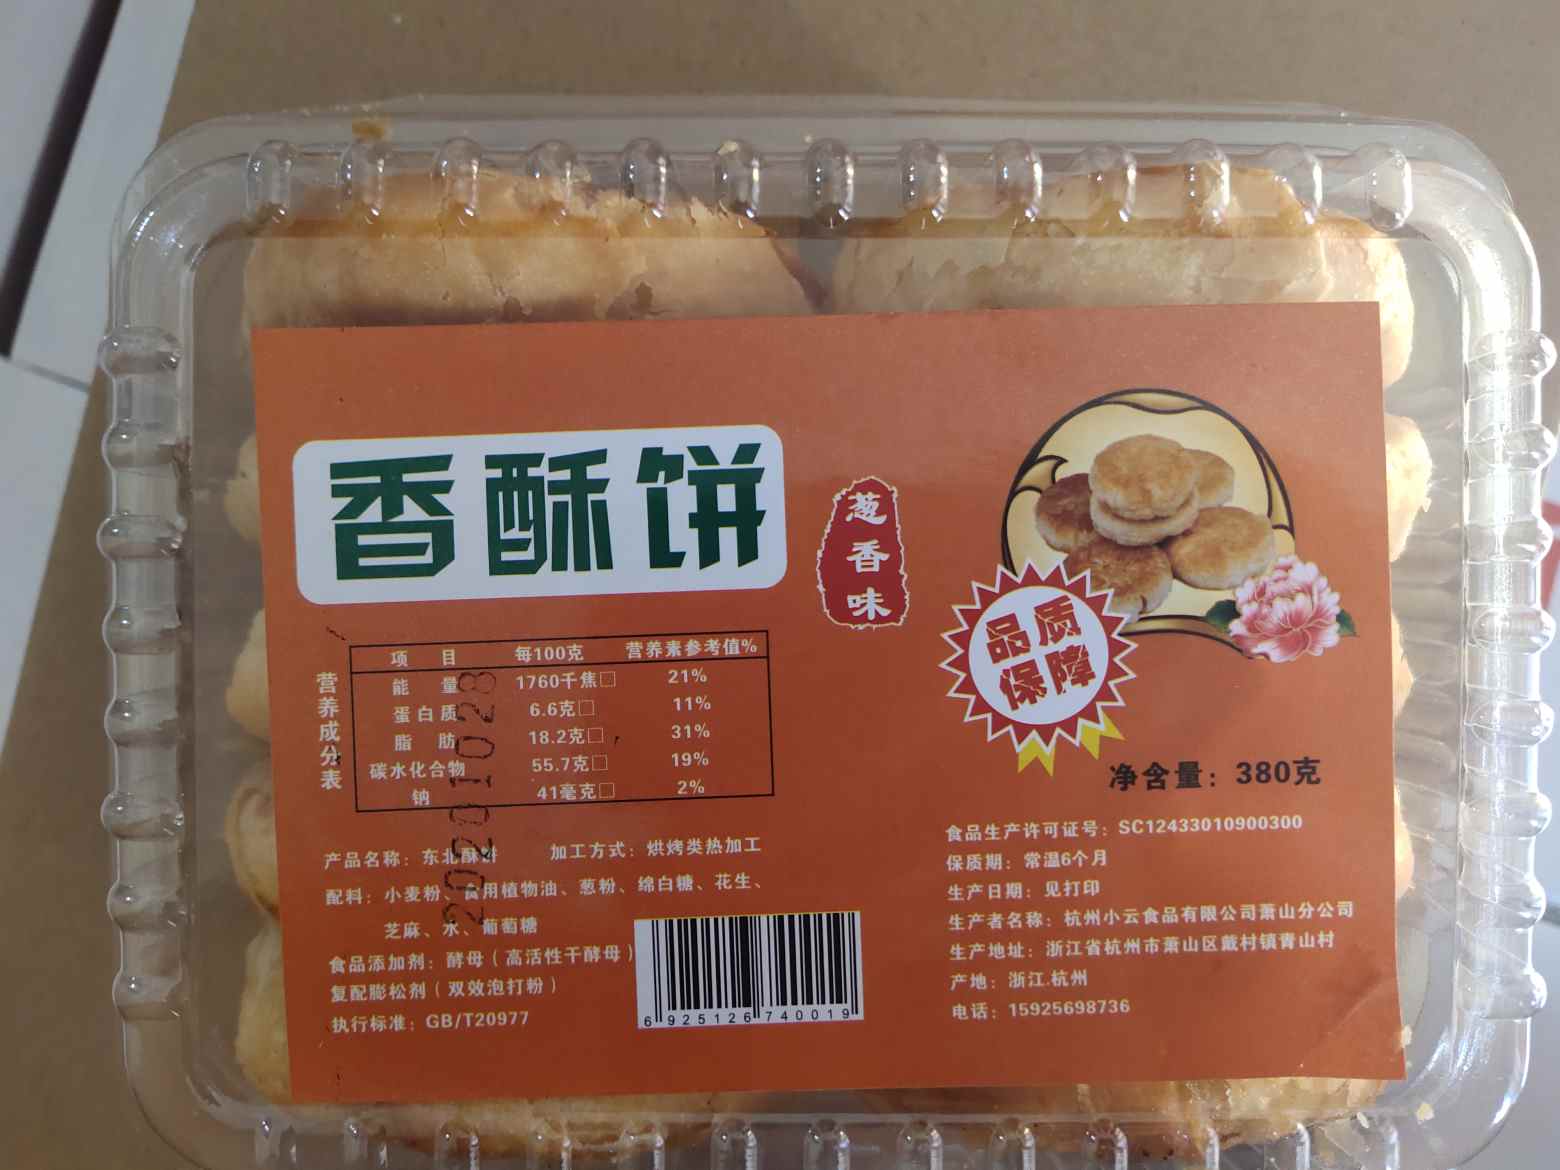 香酥饼
葱香味
品质
保障
营养成分表
项 目 每100克 营养素参考值%
能 量 1760千焦□ 21%
蛋白质 6.6克□ 11%
脂 肪 18.2克□ 31%
碳水化合物 55.7克□ 19%
钠 41毫克□ 2%
20201028
净含量：380克
产品名称：东北酥饼 加工方式：烘烤类热加工
配料：小麦粉、食用植物油、葱粉、绵白糖、花生、
芝麻、水、葡萄糖
食品添加剂：酵母（高活性干酵母）
复配膨松剂（双效泡打粉）
执行标准：GB/T20977
6 925126 740019
食品生产许可证号：SC12433010900300
保质期：常温6个月
生产日期：见打印
生产者名称：杭州小云食品有限公司萧山分公司
生产地址：浙江省杭州市萧山区戴村镇青山村
产地：浙江.杭州
电话：15925698736